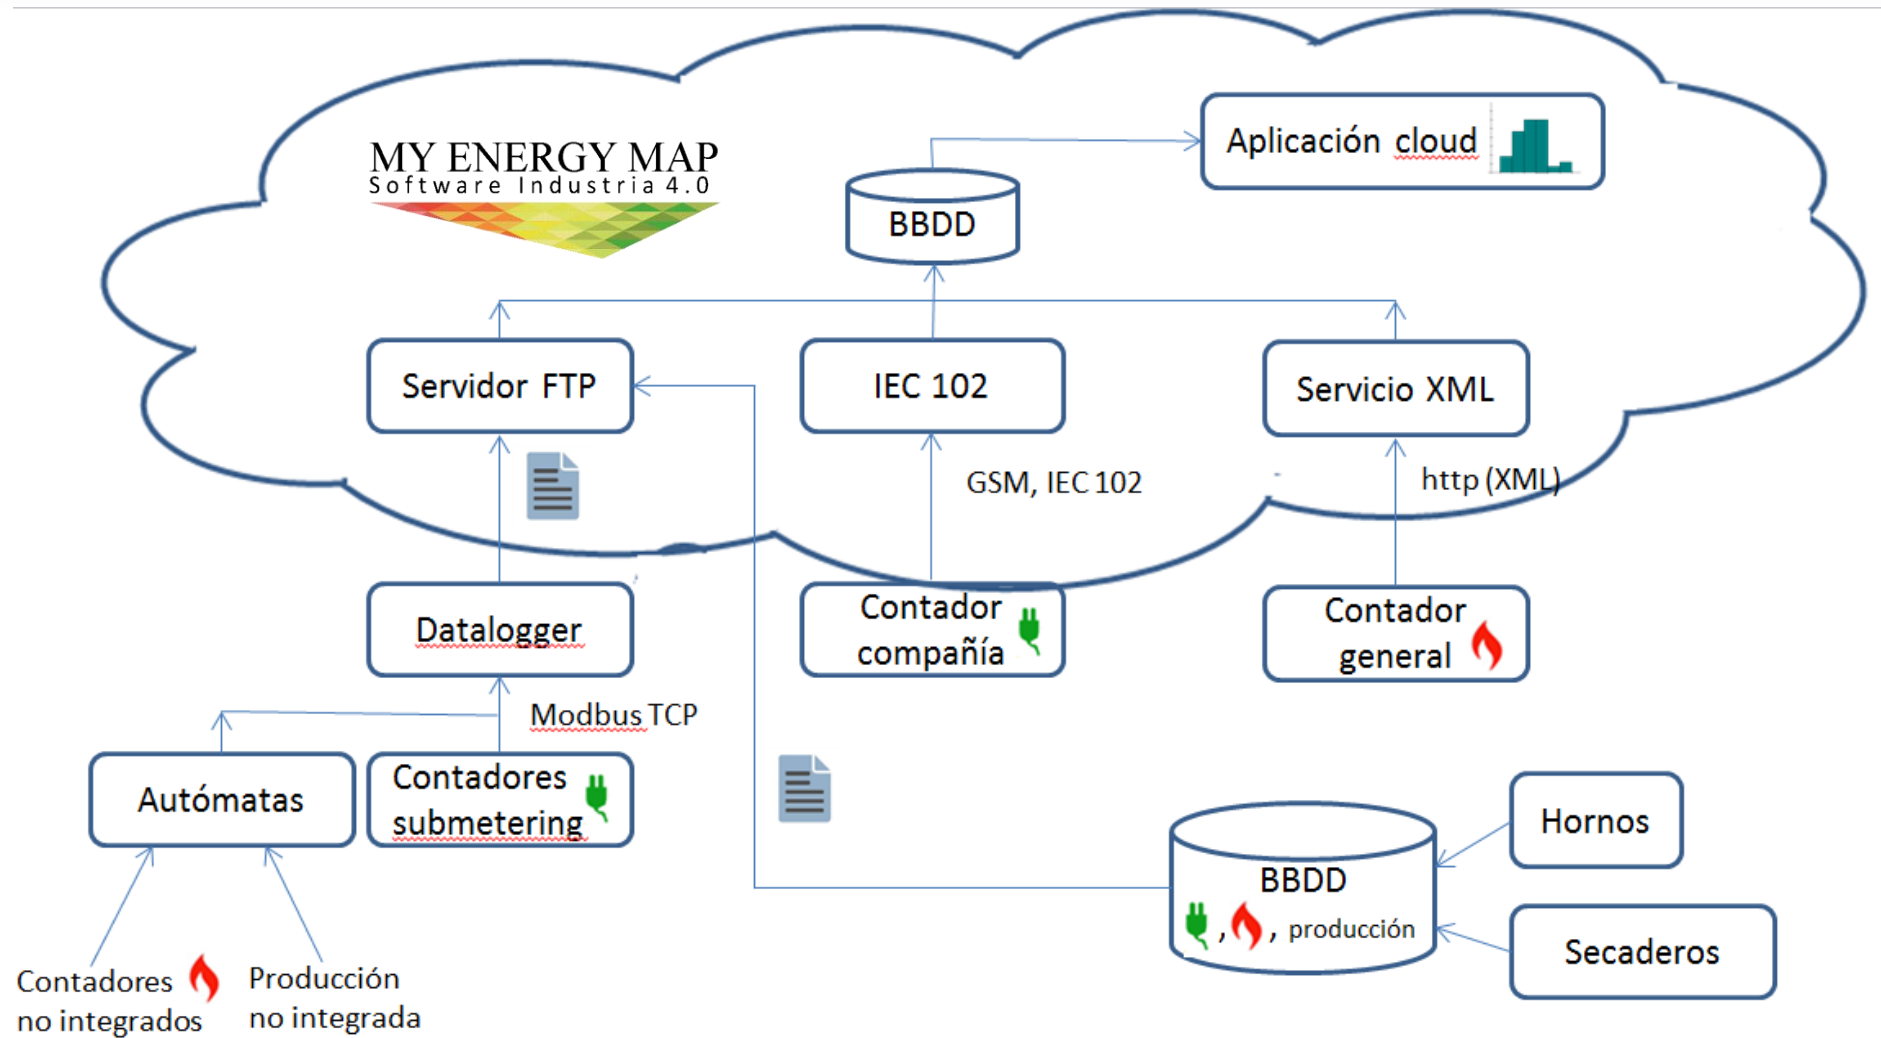 Aplicación cloud
MY ENERGY MAP
Software Industria 4.0
BBDD
Servidor FTP
IEC 102
Servicio XML
GSM, IEC 102
http (XML)
Datalogger
Contador
compañía
Contador
general
Modbus TCP
Autómatas
Contadores
submetering
Hornos
BBDD
, , producción
Secaderos
Contadores
no integrados
Producción
no integrada